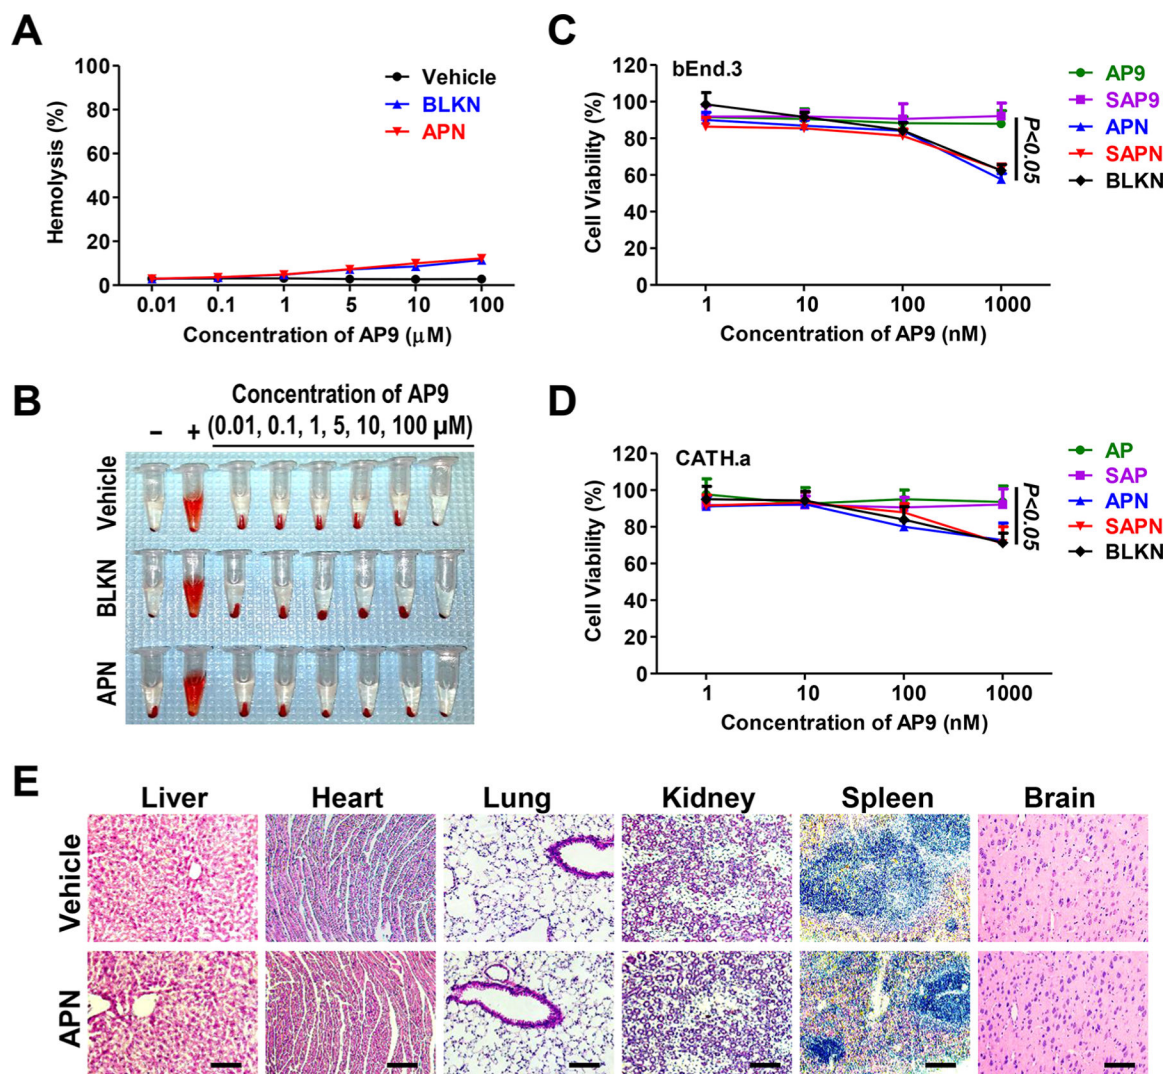 A
100
80
60
40
20
0
Hemolysis (%)
Vehicle
BLKN
APN
0.01 0.1 1 5 10 100
Concentration of AP9 (μM)
B
Concentration of AP9
− + (0.01, 0.1, 1, 5, 10, 100 μM)
Vehicle
BLKN
APN
C
120
100
80
60
40
20
0
Cell Viability (%)
bEnd.3
P<0.05
AP9
SAP9
APN
SAPN
BLKN
1 10 100 1000
Concentration of AP9 (nM)
D
120
100
80
60
40
20
0
Cell Viability (%)
CATH.a
P<0.05
AP
SAP
APN
SAPN
BLKN
1 10 100 1000
Concentration of AP9 (nM)
E
Liver Heart Lung Kidney Spleen Brain
Vehicle
APN